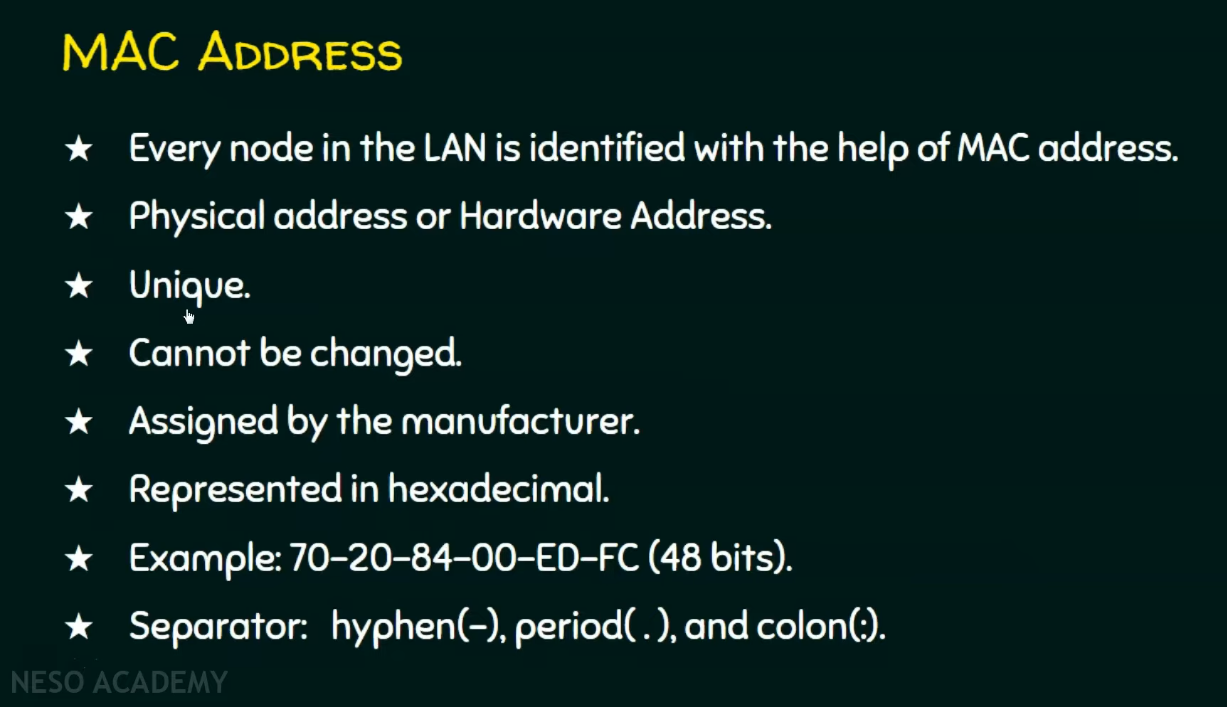 MAC ADDRESS
★ Every node in the LAN is identified with the help of MAC address.
★ Physical address or Hardware Address.
★ Unique.
★ Cannot be changed.
★ Assigned by the manufacturer.
★ Represented in hexadecimal.
★ Example: 70-20-84-00-ED-FC (48 bits).
★ Separator: hyphen(-), period( . ), and colon(:).
NESO ACADEMY